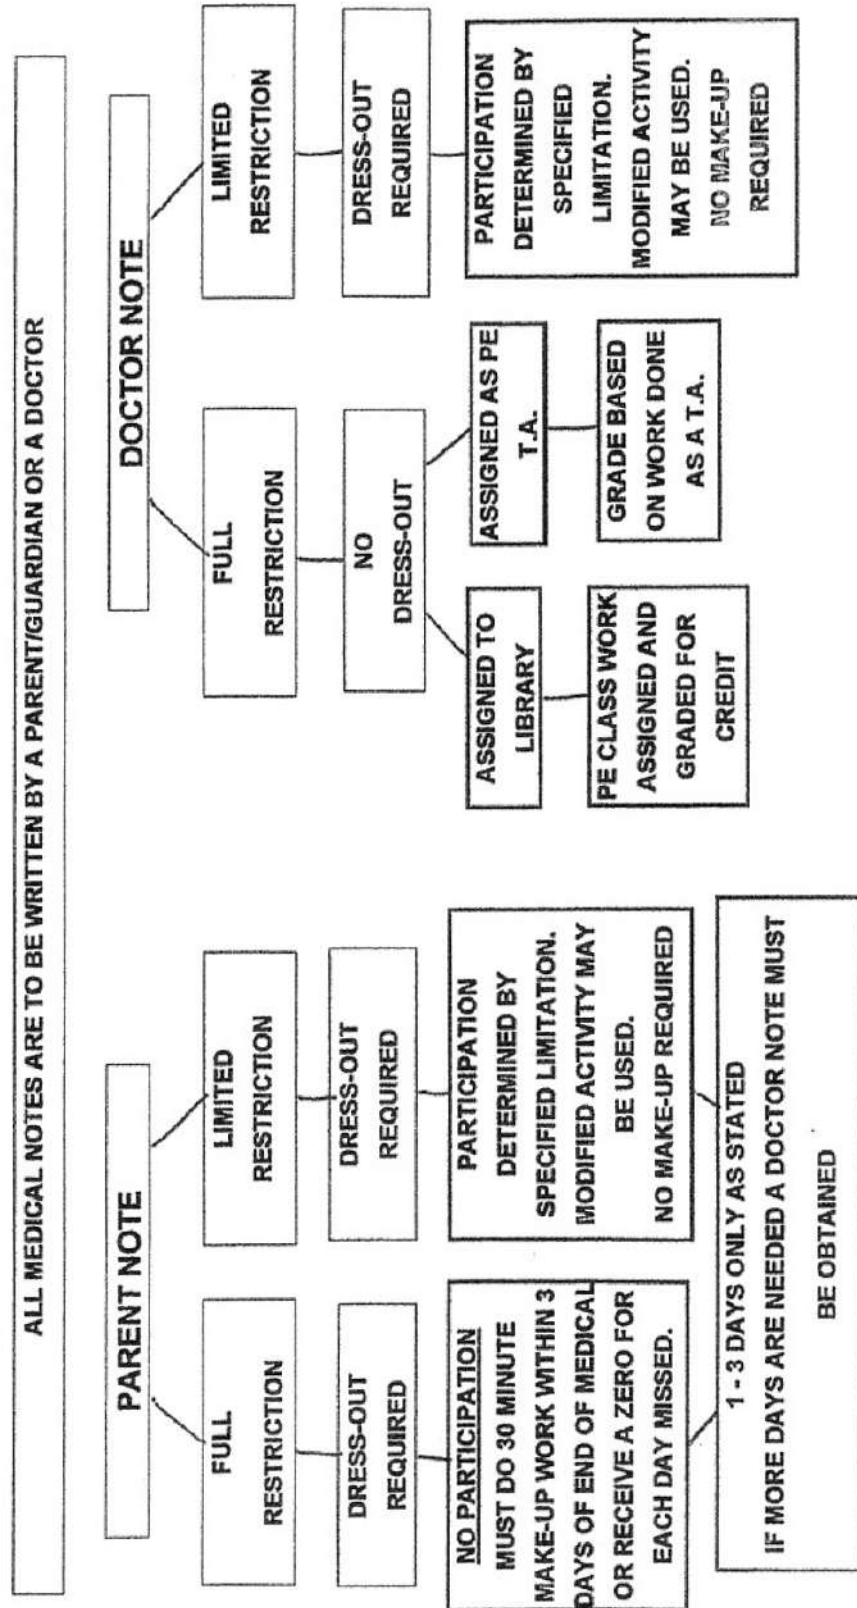 ALL MEDICAL NOTES ARE TO BE WRITTEN BY A PARENT/GUARDIAN OR A DOCTOR
PARENT NOTE
FULL
RESTRICTION
DRESS-OUT
REQUIRED
NO PARTICIPATION
MUST DO 30 MINUTE
MAKE-UP WORK WITHIN 3
DAYS OF END OF MEDICAL
OR RECEIVE A ZERO FOR
EACH DAY MISSED.
LIMITED
RESTRICTION
DRESS-OUT
REQUIRED
PARTICIPATION
DETERMINED BY
SPECIFIED LIMITATION.
MODIFIED ACTIVITY MAY
BE USED.
NO MAKE-UP REQUIRED
1 - 3 DAYS ONLY AS STATED
IF MORE DAYS ARE NEEDED A DOCTOR NOTE MUST
BE OBTAINED
DOCTOR NOTE
FULL
RESTRICTION
NO
DRESS-OUT
ASSIGNED TO
LIBRARY
PE CLASS WORK
ASSIGNED AND
GRADED FOR
CREDIT
ASSIGNED AS PE
T.A.
GRADE BASED
ON WORK DONE
AS A T.A.
LIMITED
RESTRICTION
DRESS-OUT
REQUIRED
PARTICIPATION
DETERMINED BY
SPECIFIED
LIMITATION.
MODIFIED ACTIVITY
MAY BE USED.
NO MAKE-UP
REQUIRED